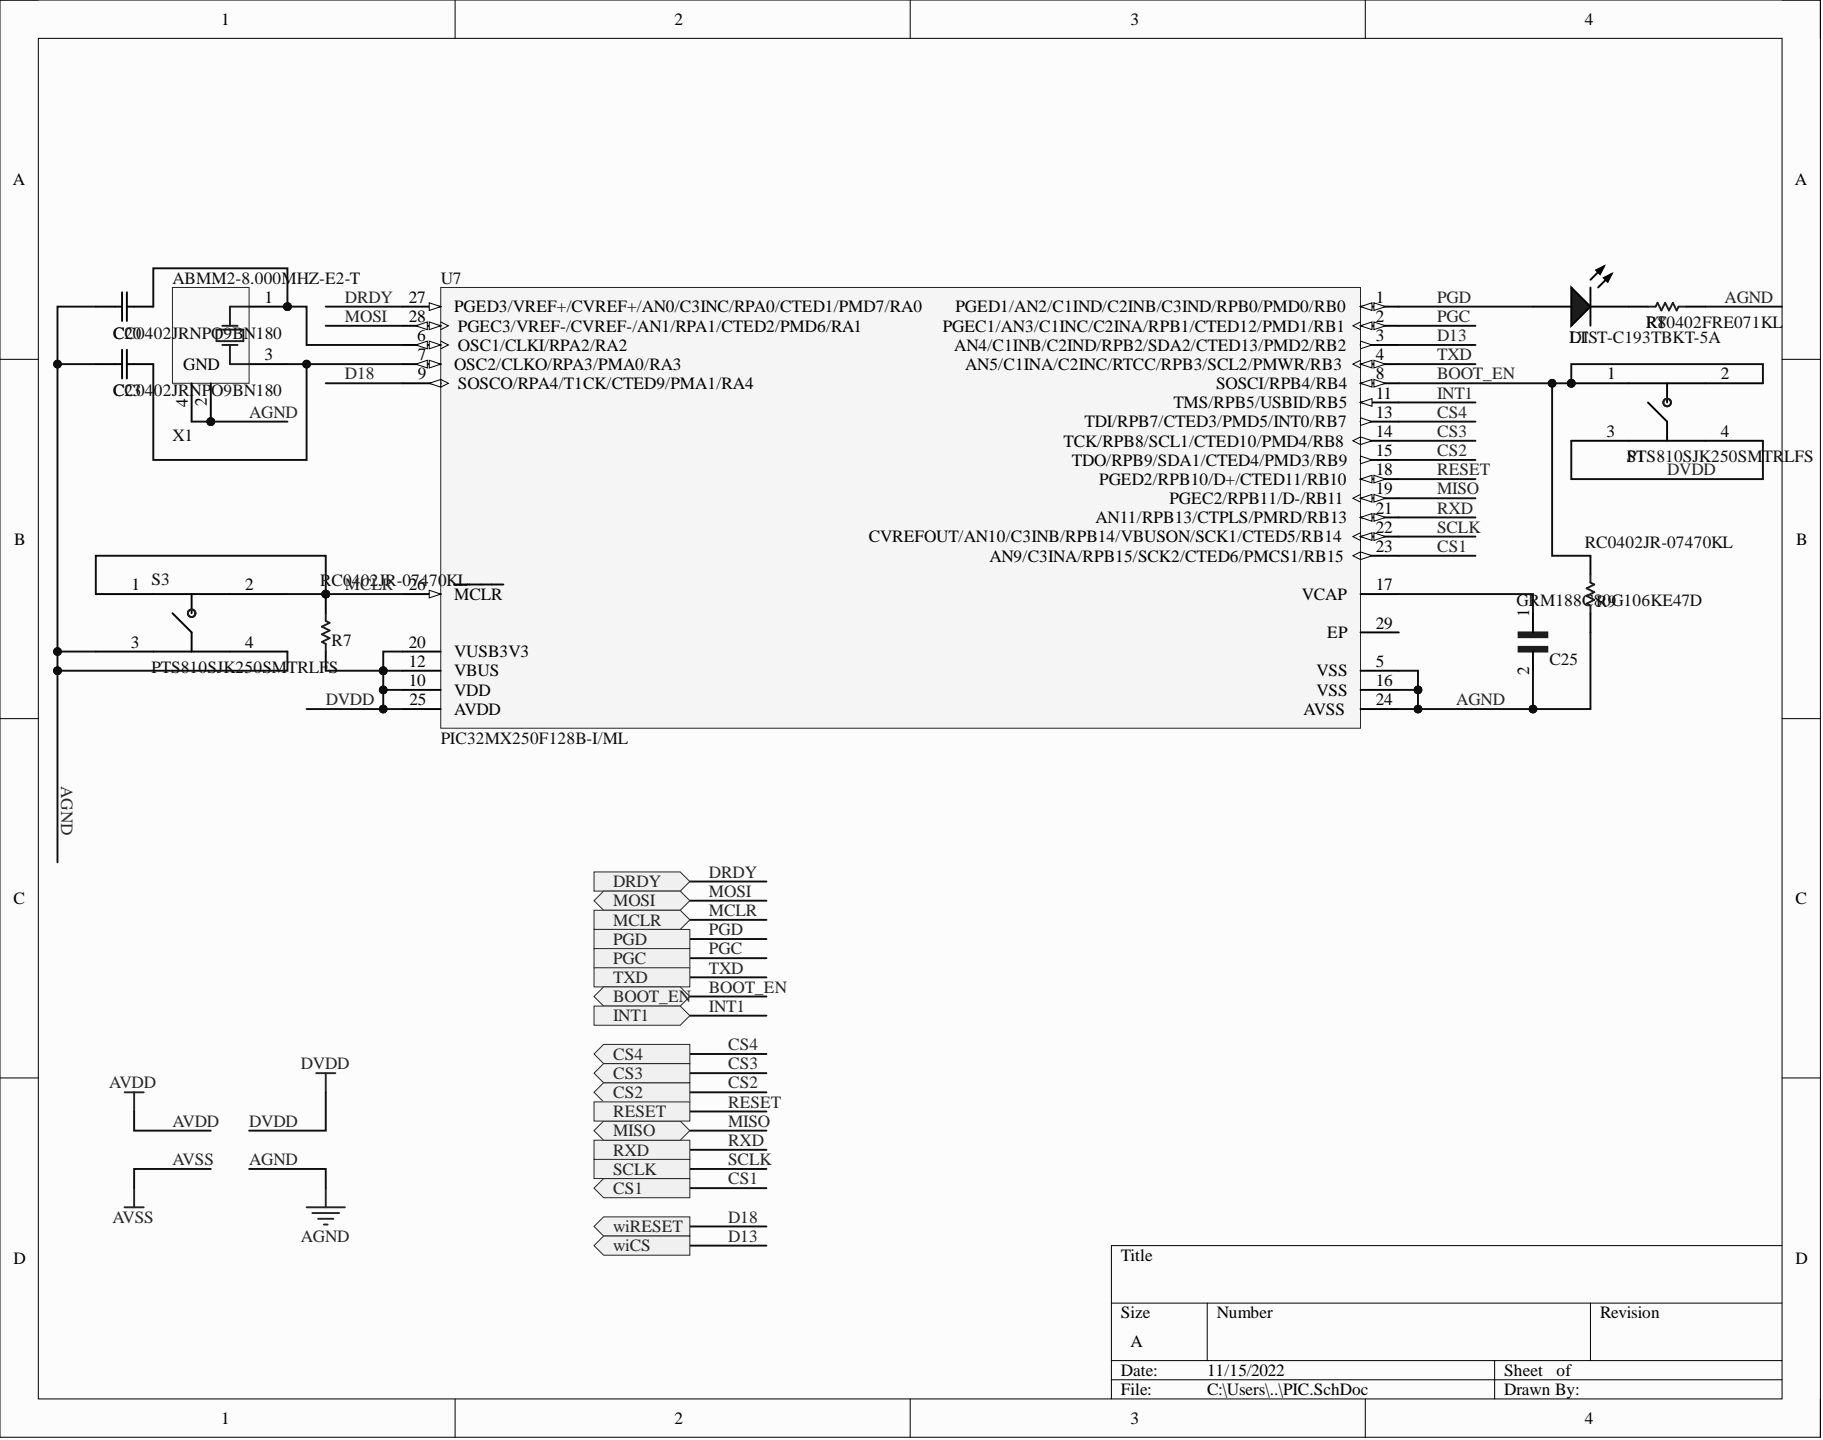 1 2 3 4
A A
ABMM2-8.000MHZ-E2-T
U7
1
DRDY 27 PGED3/VREF+/CVREF+/AN0/C3INC/RPA0/CTED1/PMD7/RA0
MOSI 28 PGEC3/VREF-/CVREF-/AN1/RPA1/CTED2/PMD6/RA1
6 OSC1/CLKI/RPA2/RA2
3 7 OSC2/CLKO/RPA3/PMA0/RA3
GND
D18 9 SOSCO/RPA4/T1CK/CTED9/PMA1/RA4
4 2
AGND
X1
PGED1/AN2/C1IND/C2INB/C3IND/RPB0/PMD0/RB0 1 PGD
PGEC1/AN3/C1INC/C2INA/RPB1/CTED12/PMD1/RB1 2 PGC
AN4/C1INB/C2IND/RPB2/SDA2/CTED13/PMD2/RB2 3 D13
AN5/C1INA/C2INC/RTCC/RPB3/SCL2/PMWR/RB3 4 TXD
SOSCI/RPB4/RB4 8 BOOT_EN
TMS/RPB5/USBID/RB5 11 INT1
TDI/RPB7/CTED3/PMD5/INT0/RB7 13 CS4
TCK/RPB8/SCL1/CTED10/PMD4/RB8 14 CS3
TDO/RPB9/SDA1/CTED4/PMD3/RB9 15 CS2
PGED2/RPB10/D+/CTED11/RB10 18 RESET
PGEC2/RPB11/D-/RB11 19 MISO
AN11/RPB13/CTPLS/PMRD/RB13 21 RXD
CVREFOUT/AN10/C3INB/RPB14/VBUSON/SCK1/CTED5/RB14 22 SCLK
AN9/C3INA/RPB15/SCK2/CTED6/PMCS1/RB15 23 CS1
VCAP 17
EP 29
VSS 5
VSS 16
AVSS 24 AGND
AGND
1 2
3 4
DVDD
RC0402JR-07470KL
1
C25
2
B B
S3
1 2
RC0402JR-07470KL
MCLR 26 MCLR
3 4
R7
PTS810SJK250SMTRLFS
20 VUSB3V3
12 VBUS
10 VDD
DVDD 25 AVDD
PIC32MX250F128B-I/ML
AGND
C C
DRDY DRDY
MOSI MOSI
MCLR MCLR
PGD PGD
PGC PGC
TXD TXD
BOOT_EN BOOT_EN
INT1 INT1
CS4 CS4
CS3 CS3
CS2 CS2
RESET RESET
MISO MISO
RXD RXD
SCLK SCLK
CS1 CS1
wiRESET D18
wiCS D13
DVDD
AVDD
AVDD DVDD
AVSS AGND
AVSS
AGND
D D
Title
Size Number Revision
A
Date: 11/15/2022 Sheet of
File: C:\Users\..\PIC.SchDoc Drawn By:
1 2 3 4